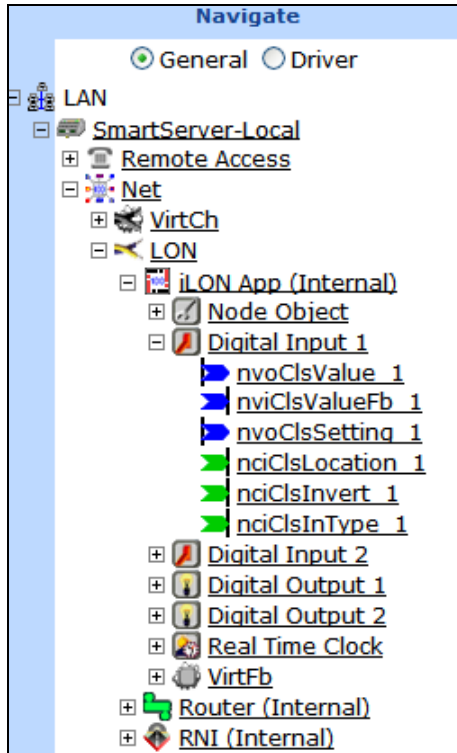 Navigate
General Driver
LAN
SmartServer-Local
Remote Access
Net
VirtCh
LON
iLON App (Internal)
Node Object
Digital Input 1
nvoClsValue_1
nviClsValueFb_1
nvoClsSetting_1
nciClsLocation_1
nciClsInvert_1
nciClsInType_1
Digital Input 2
Digital Output 1
Digital Output 2
Real Time Clock
VirtFb
Router (Internal)
RNI (Internal)